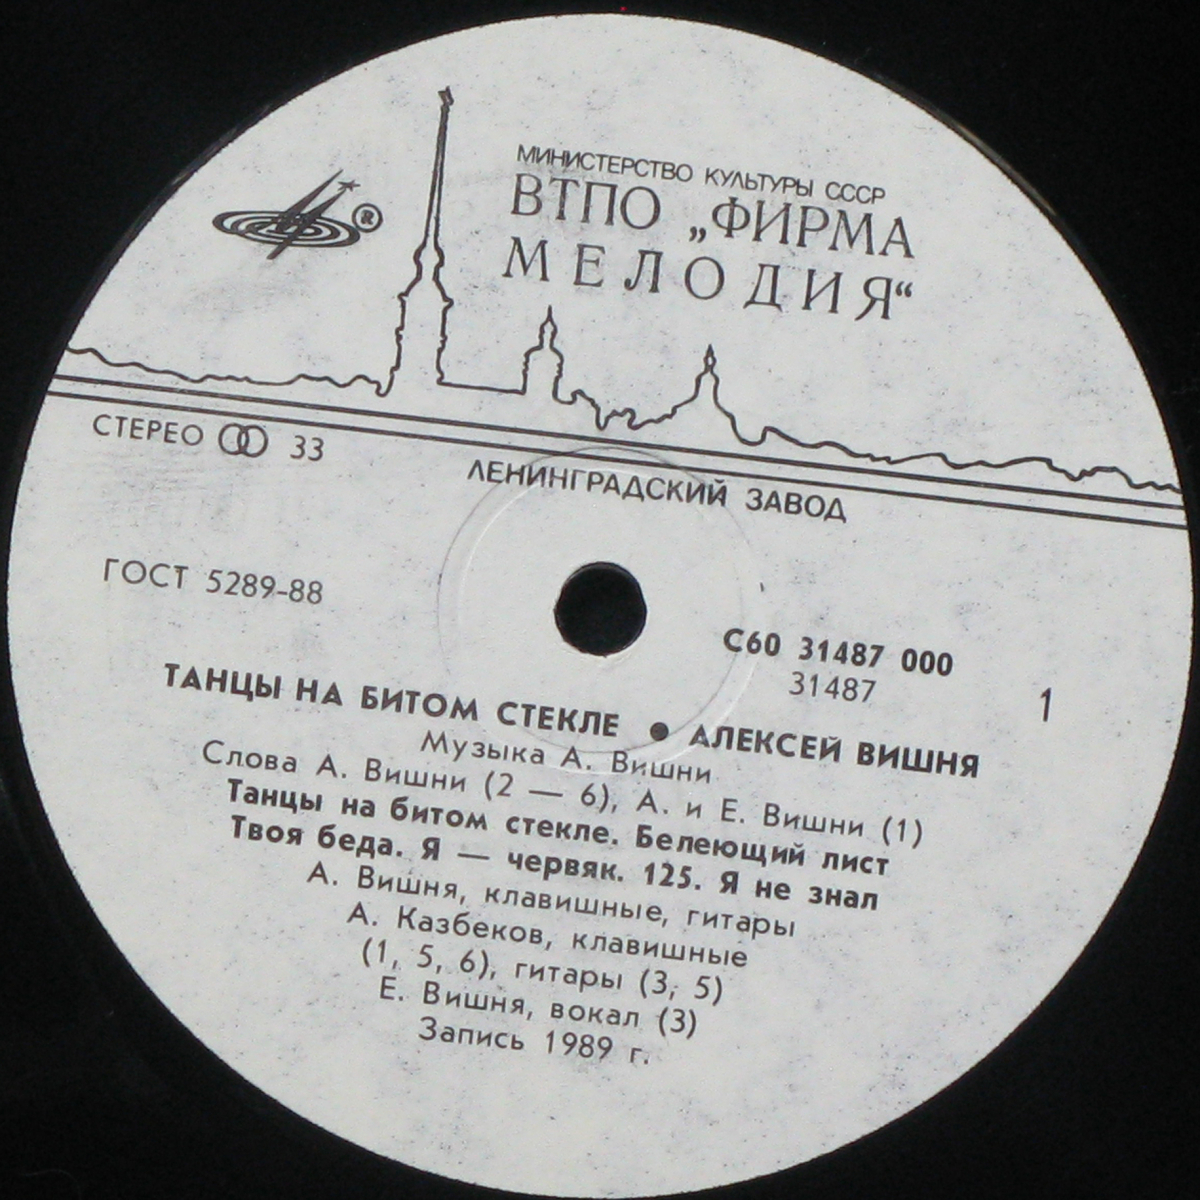 ®
МИНИСТЕРСТВО КУЛЬТУРЫ СССР
ВТПО „ФИРМА
МЕЛОДИЯ“
СТЕРЕО 33
ЛЕНИНГРАДСКИЙ ЗАВОД
ГОСТ 5289-88
С60 31487 000
31487
1
ТАНЦЫ НА БИТОМ СТЕКЛЕ ● АЛЕКСЕЙ ВИШНЯ
Музыка А. Вишни
Слова А. Вишни (2 — 6), А. и Е. Вишни (1)
Танцы на битом стекле. Белеющий лист
Твоя беда. Я — червяк. 125. Я не знал
А. Вишня, клавишные, гитары
А. Казбеков, клавишные
(1, 5, 6), гитары (3, 5)
Е. Вишня, вокал (3)
Запись 1989 г.